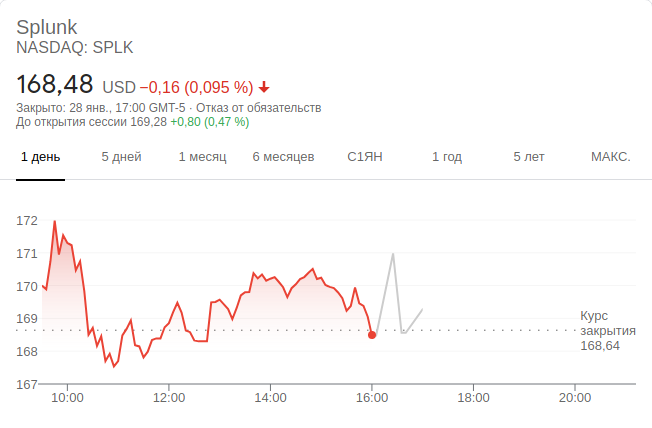 Splunk
NASDAQ: SPLK
168,48 USD −0,16 (0,095 %)
Закрыто: 28 янв., 17:00 GMT-5 · Отказ от обязательств
До открытия сессии 169,28 +0,80 (0,47 %)
1 день 5 дней 1 месяц 6 месяцев С1ЯН 1 год 5 лет МАКС.
172
171
170
169
168
167
Курс
закрытия
168,64
10:00 12:00 14:00 16:00 18:00 20:00